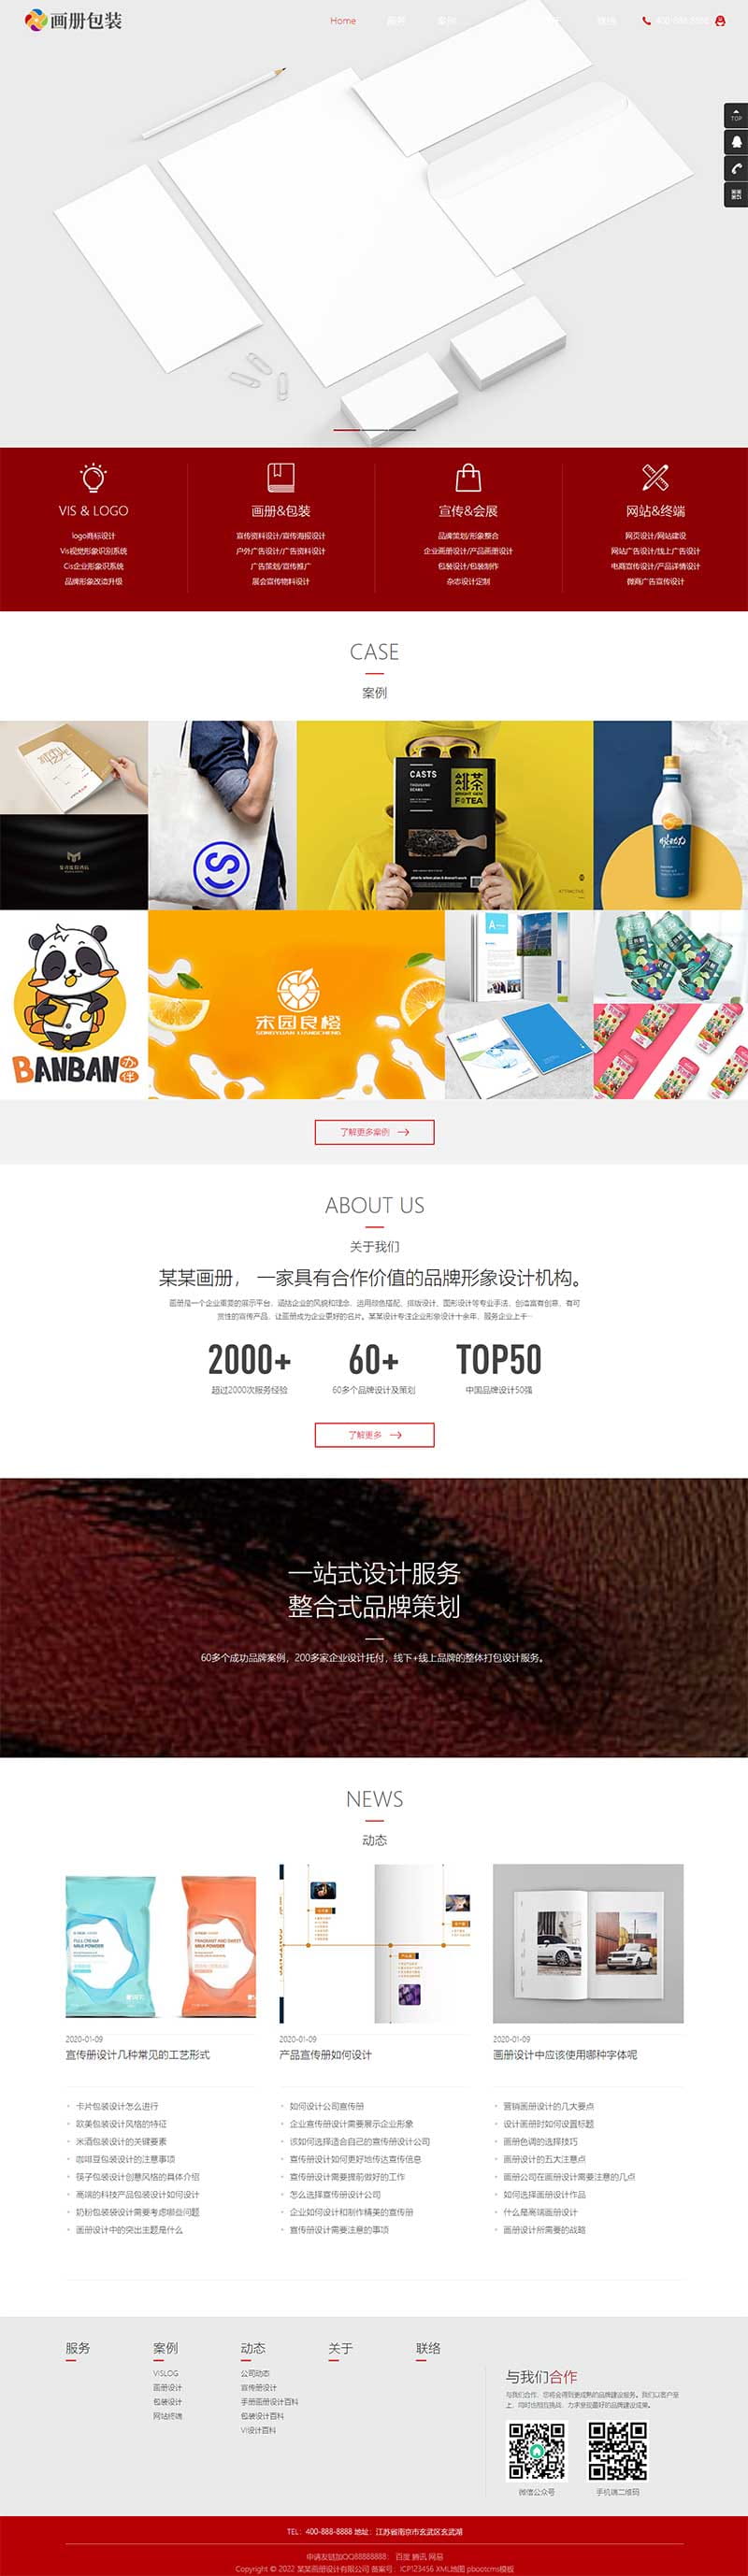 画册包装
Home
服务
案例
联络
TOP
VIS & LOGO
logo商标设计
Vis视觉形象识别系统
Cis企业形象识系统
品牌形象改造升级
画册&包装
宣传资料设计/宣传海报设计
户外广告设计/广告资料设计
广告策划/宣传推广
展会宣传物料设计
宣传&会展
品牌策划/形象整合
企业画册设计/产品画册设计
包装设计/包装制作
杂志设计定制
网站&终端
网页设计/网站建设
网站广告设计/线上广告设计
电商宣传设计/产品详情设计
微商广告宣传设计
CASE
案例
CASTS
THOUSAND
BEARS
啡茶
BRIGHT DEW
F●TEA
ATTRACTIVE
BANBAN
办伴
宋园良橙
SONGYUAN LIANGCHENG
了解更多案例
ABOUT US
关于我们
某某画册，一家具有合作价值的品牌形象设计机构。
画册是一个企业重要的展示平台，涵括企业的风貌和理念，运用颜色搭配、排版设计、图形设计等专业手法，创造富有创意、有可
赏性的宣传产品，让画册成为企业更好的名片。某某设计专注企业形象设计十余年，服务企业上千…
2000+
超过2000次服务经验
60+
60多个品牌设计及策划
TOP50
中国品牌设计50强
了解更多
一站式设计服务
整合式品牌策划
60多个成功品牌案例，200多家企业设计托付，线下+线上品牌的整体打包设计服务。
NEWS
动态
FULL CREAM
MILK POWDER
FRAGRANT AND SWEET
MILK POWDER
2020-01-09
宣传册设计几种常见的工艺形式
2020-01-09
产品宣传册如何设计
2020-01-09
画册设计中应该使用哪种字体呢
卡片包装设计怎么进行
欧美包装设计风格的特征
米酒包装设计的关键要素
咖啡豆包装设计的注意事项
筷子包装设计创意风格的具体介绍
高端的科技产品包装设计如何设计
奶粉包装袋设计需要考虑哪些问题
画册设计中的突出主题是什么
如何设计公司宣传册
企业宣传册设计需要展示企业形象
该如何选择适合自己的宣传册设计公司
宣传册设计如何更好地传达宣传信息
宣传册设计需要提前做好的工作
怎么选择宣传册设计公司
企业如何设计和制作精美的宣传册
宣传册设计需要注意的事项
营销画册设计的几大要点
设计画册时如何设置标题
画册色调的选择技巧
画册设计的五大注意点
画册公司在画册设计需要注意的几点
如何选择画册设计作品
什么是高端画册设计
画册设计所需要的战略
服务
案例
VISLOG
画册设计
包装设计
网站终端
动态
公司动态
宣传册设计
手册画册设计百科
包装设计百科
VI设计百科
关于
联络
与我们合作
与我们合作，您将会得到更成熟的品牌建设服务。我们以客户至
上，同时也相互挑战，力求呈现最好的品牌建设成果。
微信公众号
手机端二维码
TEL：400-888-8888 地址：江苏省南京市玄武区玄武湖
申请友链加QQ88888888： 百度 腾讯 网易
Copyright © 2022 某某画册设计有限公司 备案号：ICP123456 XML地图 pbootcms模板